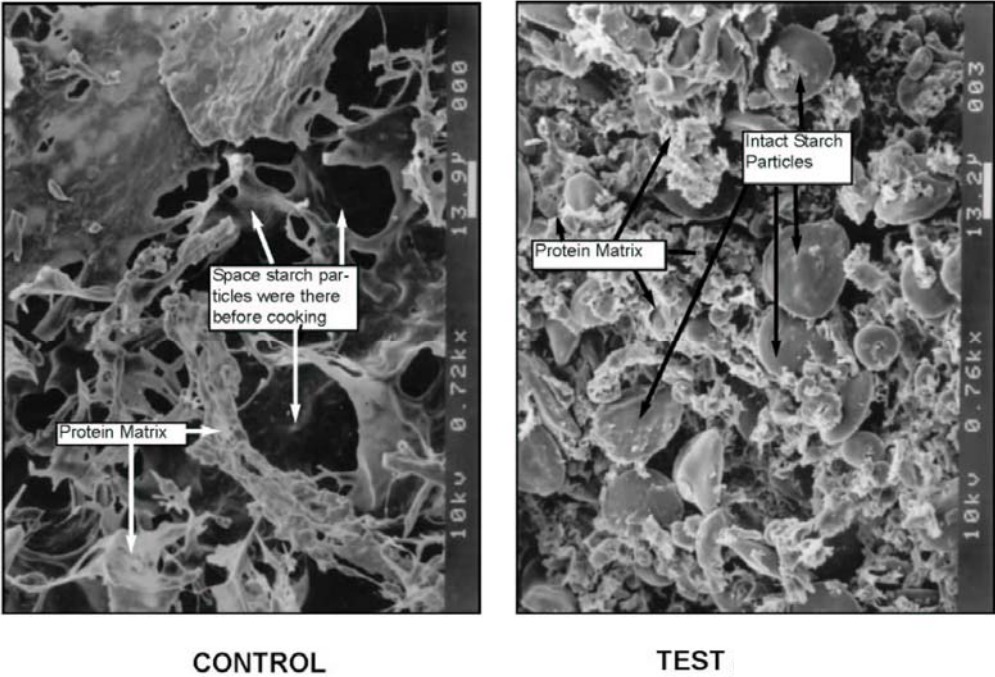 Space starch par-
ticles were there
before cooking
Protein Matrix
10kV 0.72kx 13.9µ 000
Intact Starch
Particles
Protein Matrix
10kV 0.76kx 13.2µ 003
CONTROL
TEST